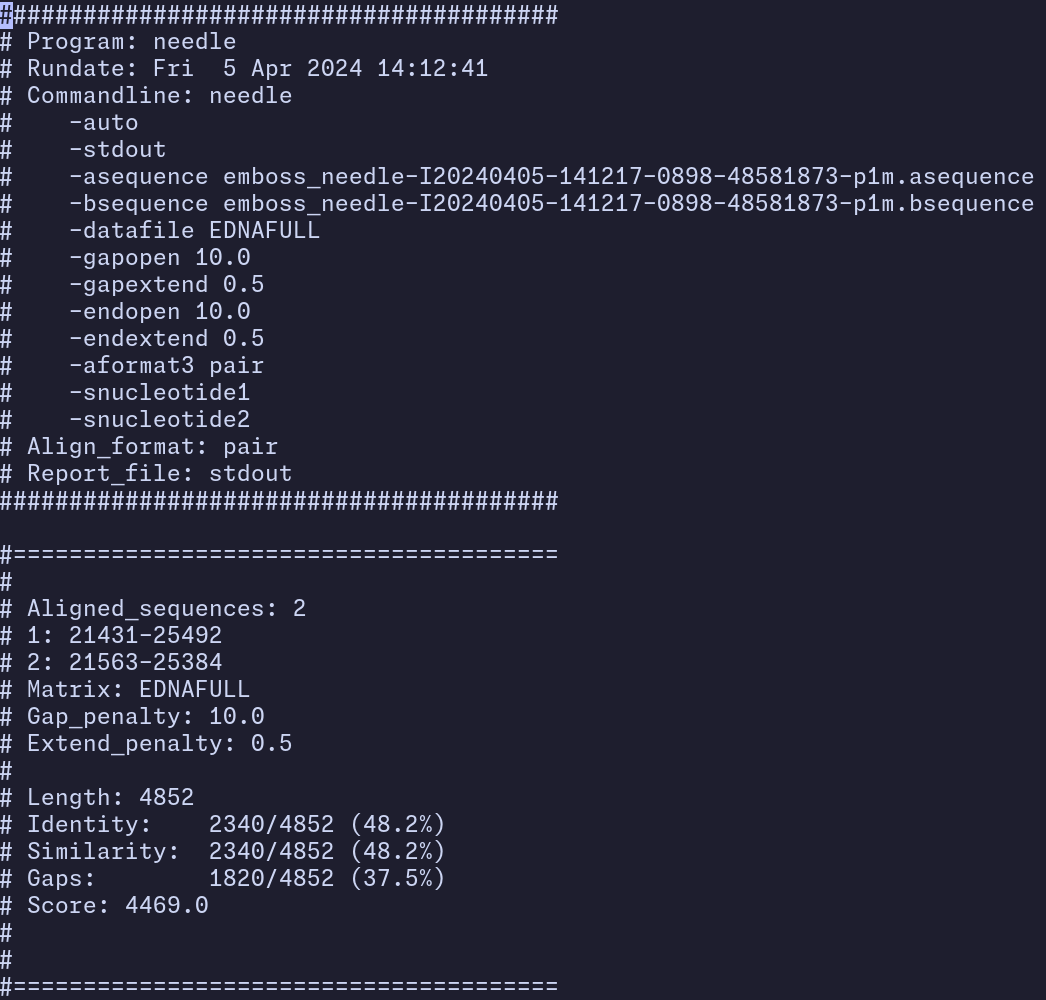 ########################################
# Program: needle
# Rundate: Fri  5 Apr 2024 14:12:41
# Commandline: needle
#    -auto
#    -stdout
#    -asequence emboss_needle-I20240405-141217-0898-48581873-p1m.asequence
#    -bsequence emboss_needle-I20240405-141217-0898-48581873-p1m.bsequence
#    -datafile EDNAFULL
#    -gapopen 10.0
#    -gapextend 0.5
#    -endopen 10.0
#    -endextend 0.5
#    -aformat3 pair
#    -snucleotide1
#    -snucleotide2
# Align_format: pair
# Report_file: stdout
########################################

#=======================================
#
# Aligned_sequences: 2
# 1: 21431-25492
# 2: 21563-25384
# Matrix: EDNAFULL
# Gap_penalty: 10.0
# Extend_penalty: 0.5
#
# Length: 4852
# Identity:    2340/4852 (48.2%)
# Similarity:  2340/4852 (48.2%)
# Gaps:        1820/4852 (37.5%)
# Score: 4469.0
#
#
#=======================================